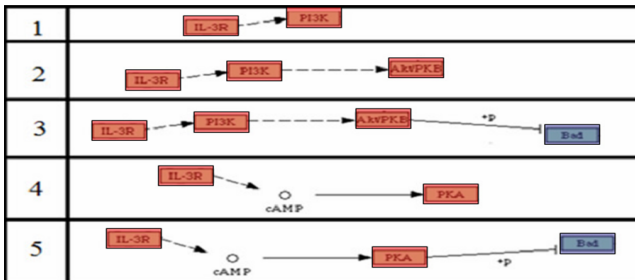 1 IL-3R PI3K
2 IL-3R PI3K Akt/PKB
3 IL-3R PI3K Akt/PKB +p Bad
4 IL-3R cAMP PKA
5 IL-3R cAMP PKA +p Bad